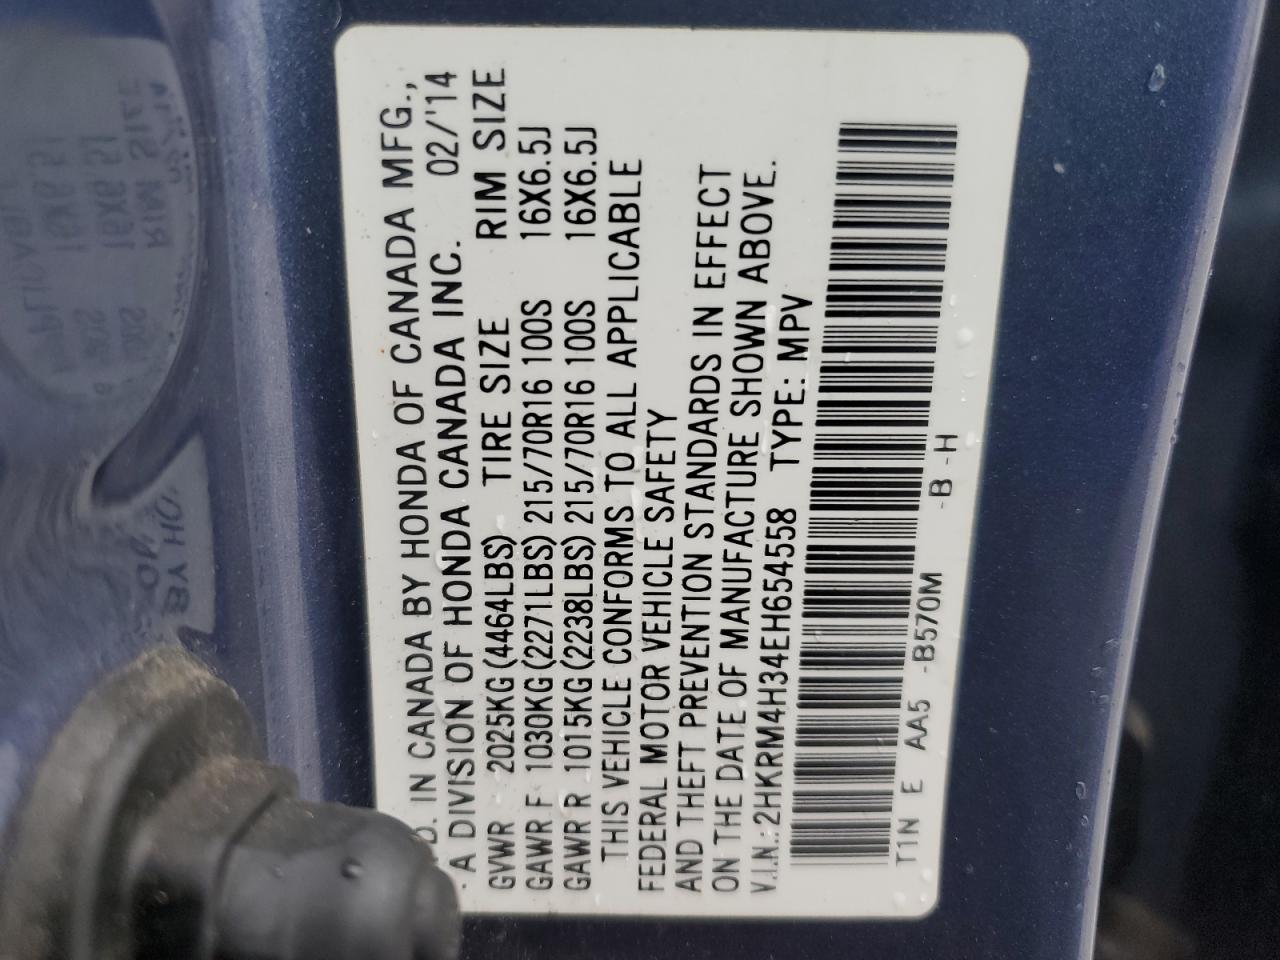 D. IN CANADA BY HONDA OF CANADA MFG.,
A DIVISION OF HONDA CANADA INC. 02/'14
GVWR 2025KG(4464LBS) TIRE SIZE RIM SIZE
GAWR F 1030KG(2271LBS) 215/70R16 100S 16X6.5J
GAWR R 1015KG(2238LBS) 215/70R16 100S 16X6.5J
THIS VEHICLE CONFORMS TO ALL APPLICABLE
FEDERAL MOTOR VEHICLE SAFETY
AND THEFT PREVENTION STANDARDS IN EFFECT
ON THE DATE OF MANUFACTURE SHOWN ABOVE.
V.I.N.: 2HKRM4H34EH654558 TYPE: MPV
T1N E AA5 -B570M -B -H